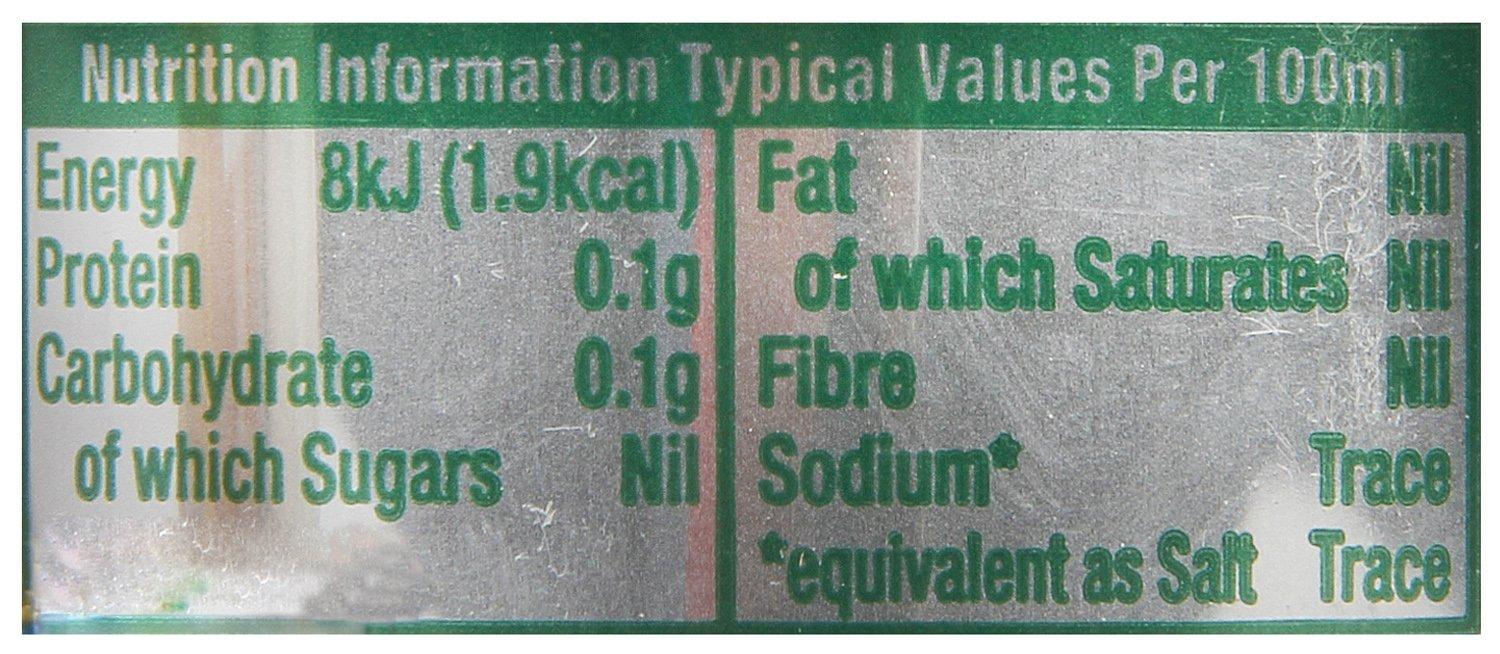 Nutrition Information Typical Values Per 100ml
Energy 8kJ (1.9kcal)
Protein 0.1g
Carbohydrate 0.1g
of which Sugars Nil
Fat Nil
of which Saturates Nil
Fibre Nil
Sodium* Trace
*equivalent as Salt Trace